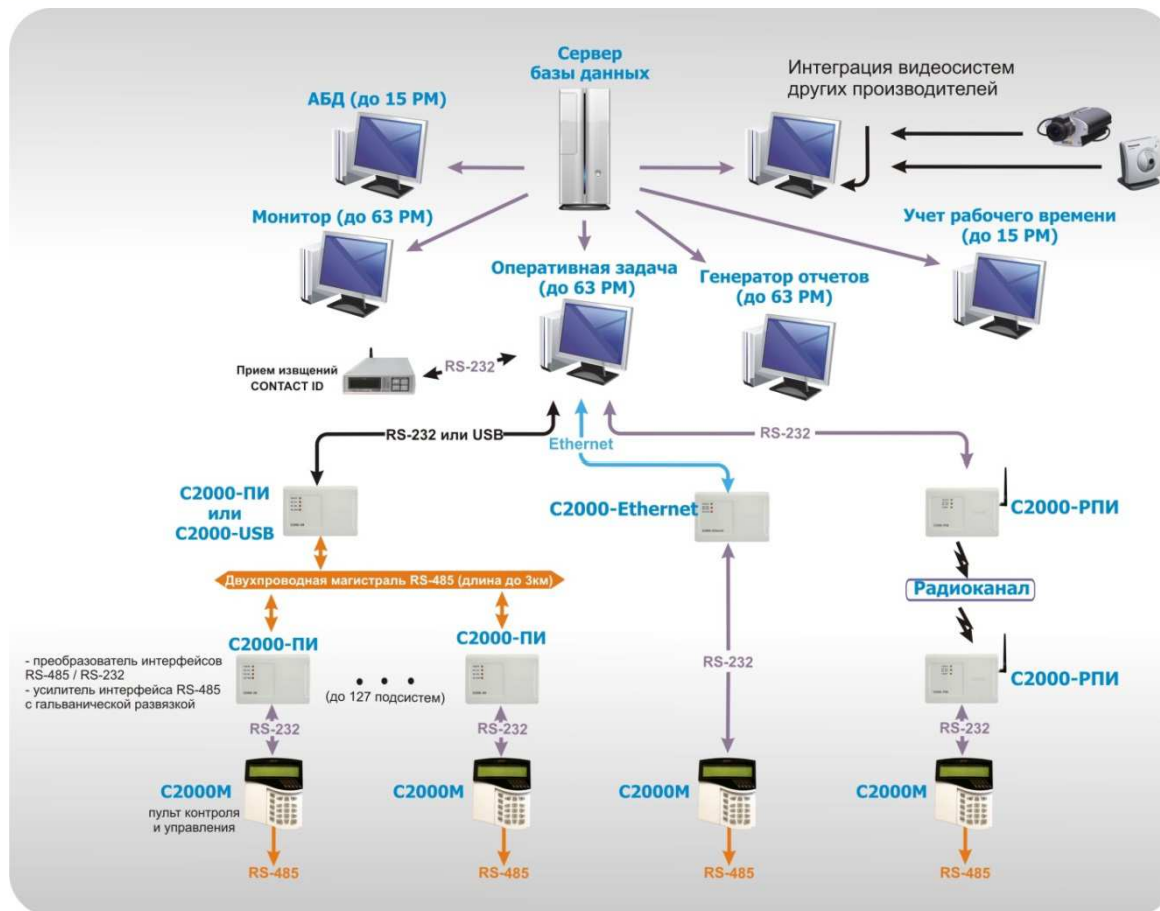 Сервер
базы данных
Интеграция видеосистем
других производителей
АБД (до 15 РМ)
Монитор (до 63 РМ)
Учет рабочего времени
(до 15 РМ)
Оперативная задача
(до 63 РМ)
Генератор отчетов
(до 63 РМ)
Прием извщений
CONTACT ID
RS-232
RS-232 или USB
Ethernet
RS-232
С2000-ПИ
или
С2000-USB
С2000-Ethernet
С2000-РПИ
Двухпроводная магистраль RS-485 (длина до 3км)
Радиоканал
С2000-ПИ
С2000-ПИ
- преобразователь интерфейсов
RS-485 / RS-232
- усилитель интерфейса RS-485
с гальванической развязкой
• • •
(до 127 подсистем)
RS-232
С2000-РПИ
RS-232
RS-232
RS-232
С2000М
пульт контроля
и управления
С2000М
С2000М
С2000М
RS-485
RS-485
RS-485
RS-485